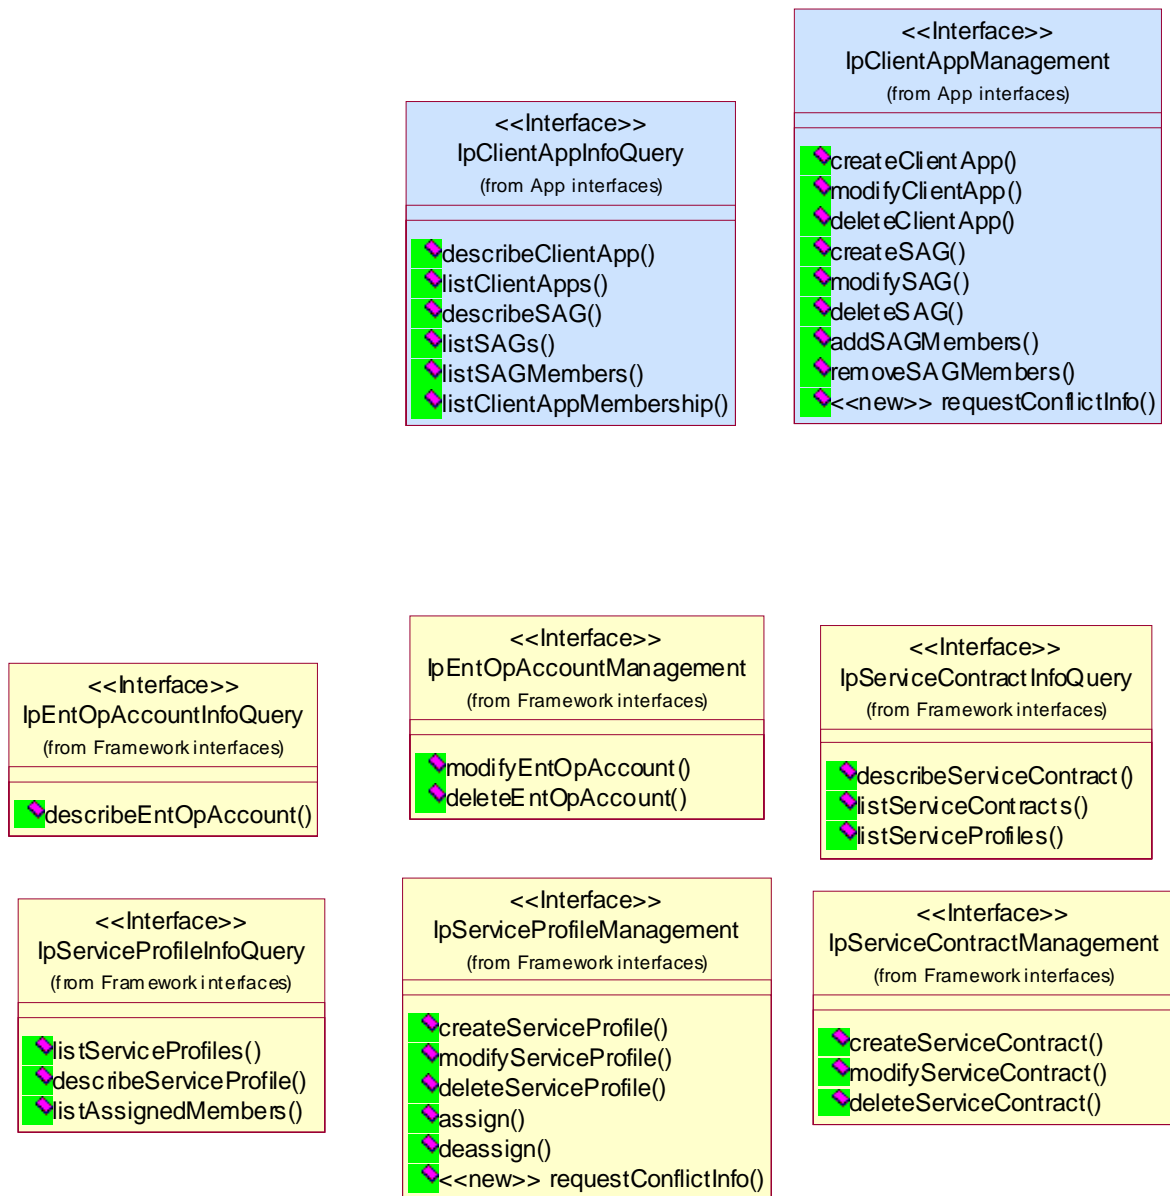 <<Interface>>
IpClientAppManagement
(from App interfaces)
createClientApp()
modifyClientApp()
deleteClientApp()
createSAG()
modifySAG()
deleteSAG()
addSAGMembers()
removeSAGMembers()
<<new>> requestConflictInfo()
<<Interface>>
IpClientAppInfoQuery
(from App interfaces)
describeClientApp()
listClientApps()
describeSAG()
listSAGs()
listSAGMembers()
listClientAppMembership()
<<Interface>>
IpEntOpAccountInfoQuery
(from Framework interfaces)
describeEntOpAccount()
<<Interface>>
IpEntOpAccountManagement
(from Framework interfaces)
modifyEntOpAccount()
deleteEntOpAccount()
<<Interface>>
IpServiceContractInfoQuery
(from Framework interfaces)
describeServiceContract()
listServiceContracts()
listServiceProfiles()
<<Interface>>
IpServiceProfileInfoQuery
(from Framework interfaces)
listServiceProfiles()
describeServiceProfile()
listAssignedMembers()
<<Interface>>
IpServiceProfileManagement
(from Framework interfaces)
createServiceProfile()
modifyServiceProfile()
deleteServiceProfile()
assign()
deassign()
<<new>> requestConflictInfo()
<<Interface>>
IpServiceContractManagement
(from Framework interfaces)
createServiceContract()
modifyServiceContract()
deleteServiceContract()